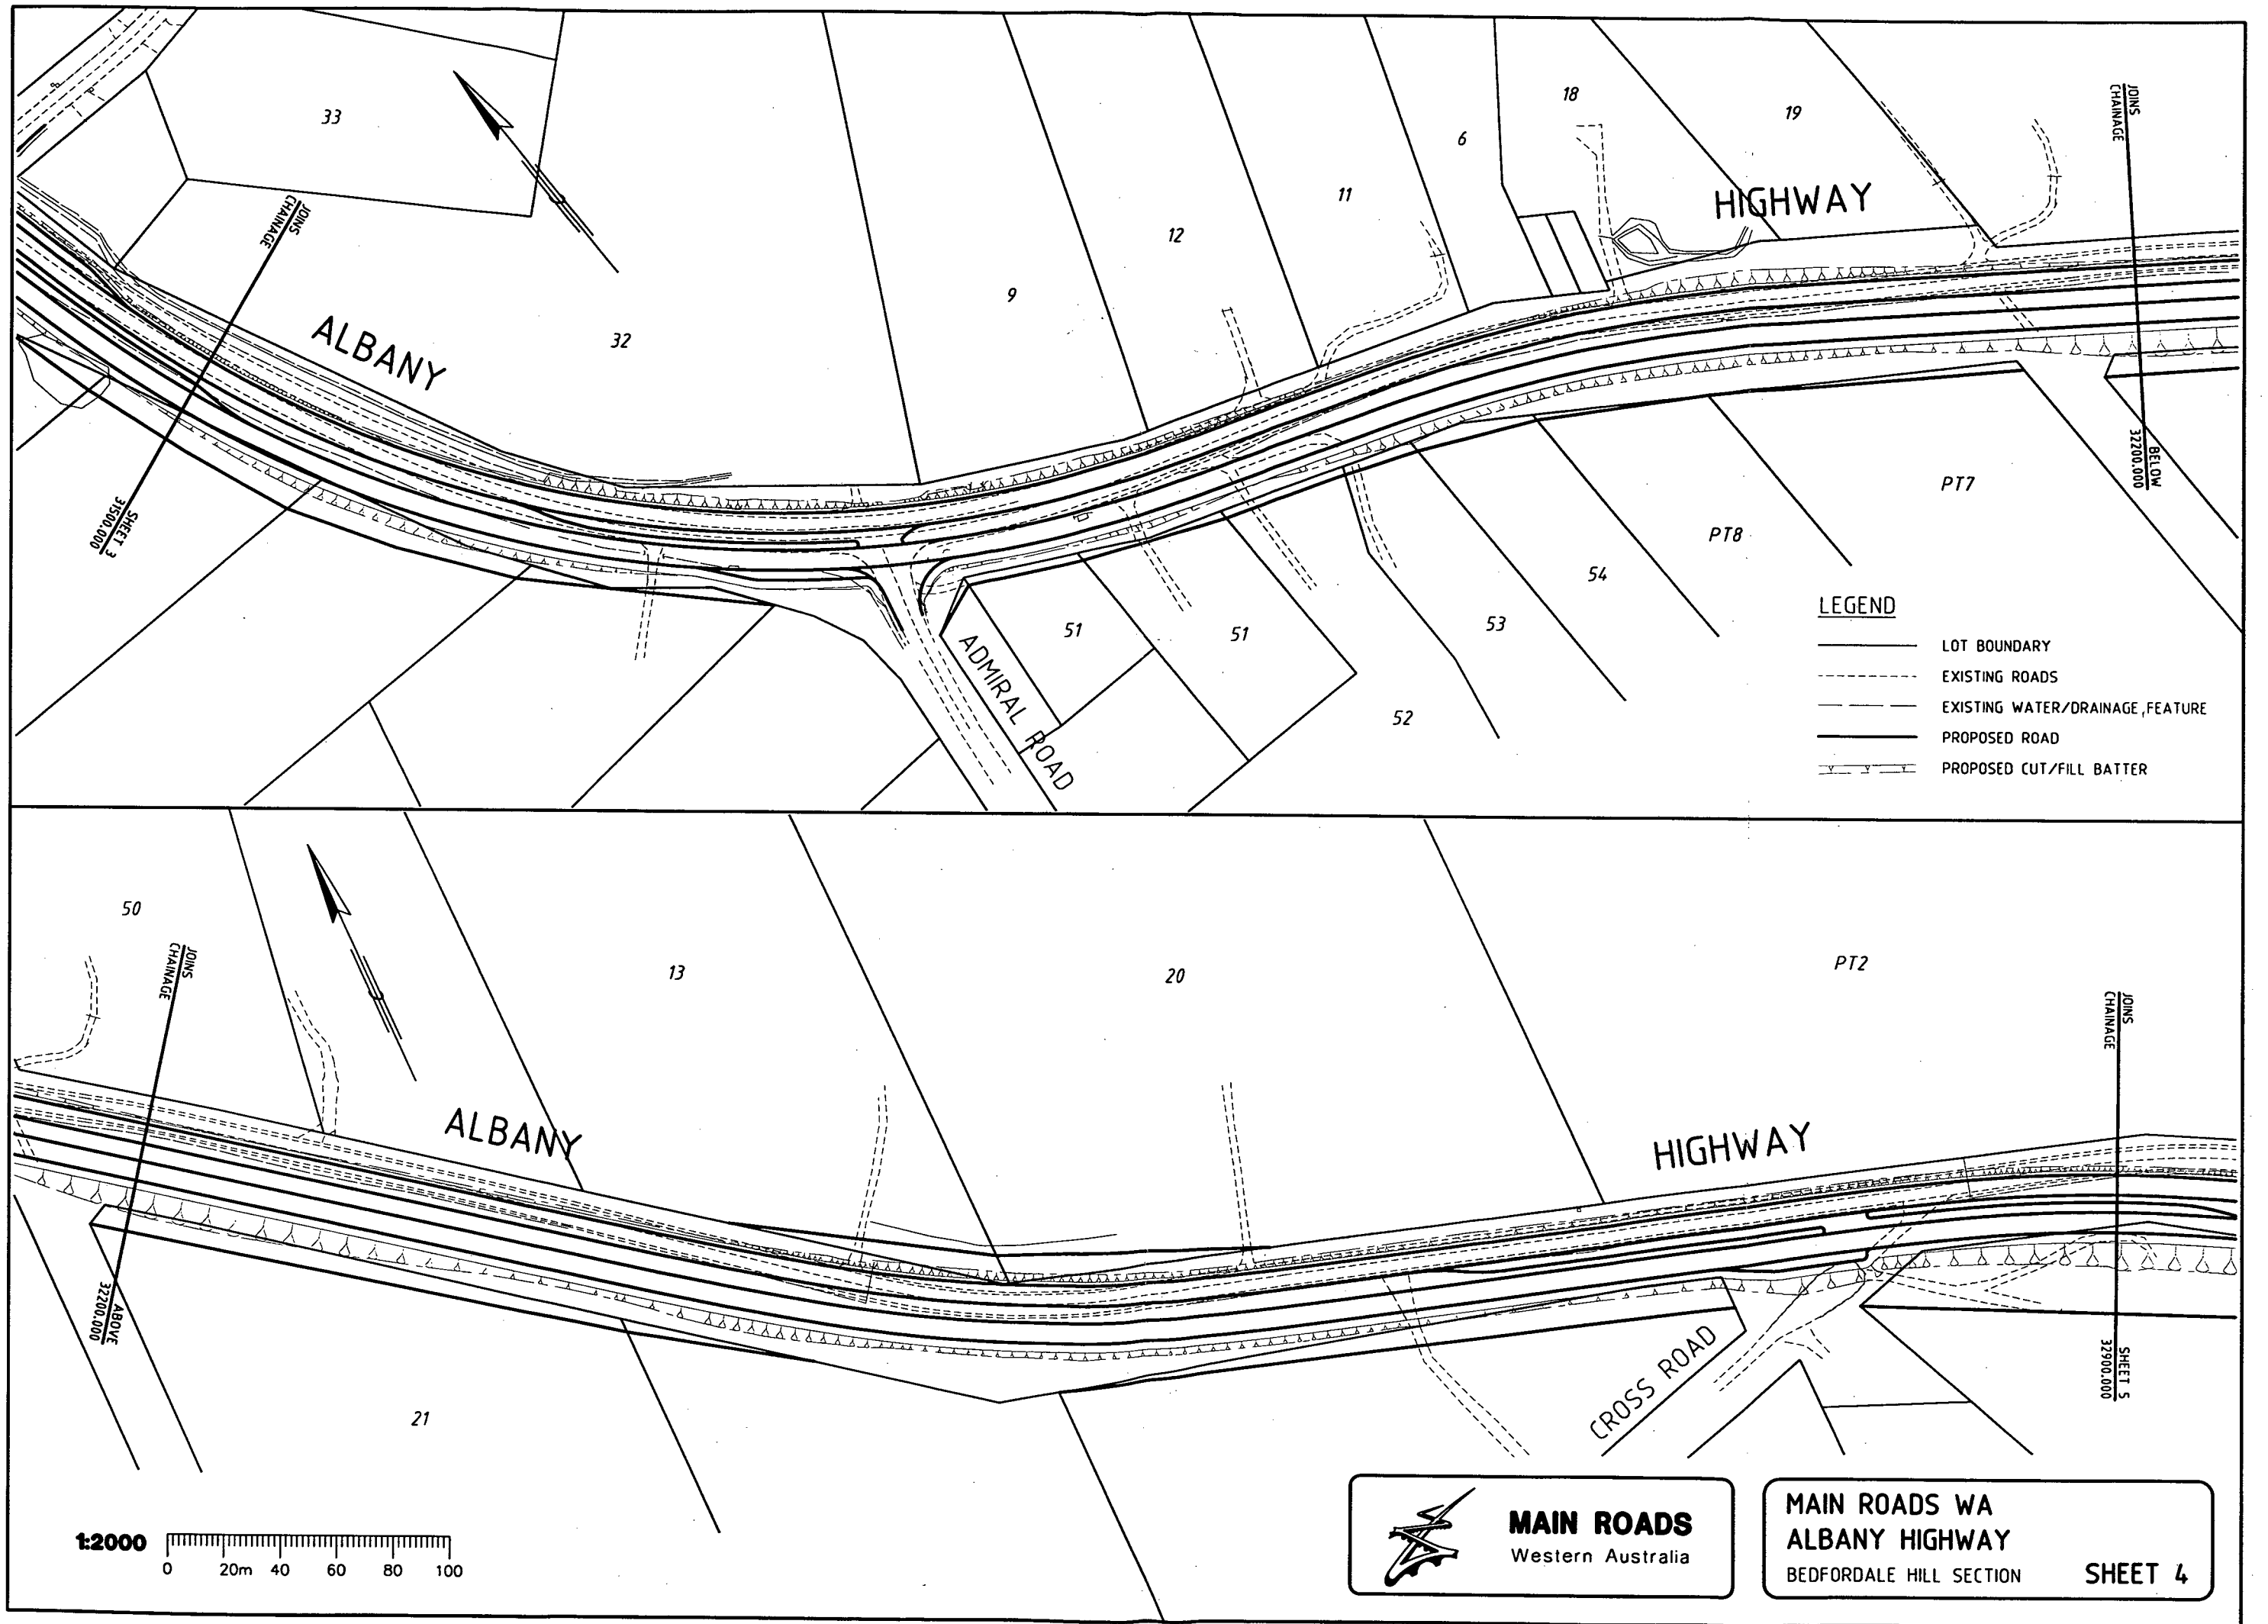 33
18
19
JOINS
CHAINAGE
6
11
HIGHWAY
12
JOINS
CHAINAGE
9
32
ALBANY
BELOW
32200.000
PT7
SHEET 3
31500.000
PT8
54
53
51
51
52
ADMIRAL ROAD
LEGEND
LOT BOUNDARY
EXISTING ROADS
EXISTING WATER/DRAINAGE, FEATURE
PROPOSED ROAD
PROPOSED CUT/FILL BATTER
50
JOINS
CHAINAGE
13
20
PT2
JOINS
CHAINAGE
ALBANY
HIGHWAY
ABOVE
32200.000
SHEET 5
32900.000
CROSS ROAD
21
1:2000
0 20m 40 60 80 100
MAIN ROADS
Western Australia
MAIN ROADS WA
ALBANY HIGHWAY
BEDFORDALE HILL SECTION SHEET 4